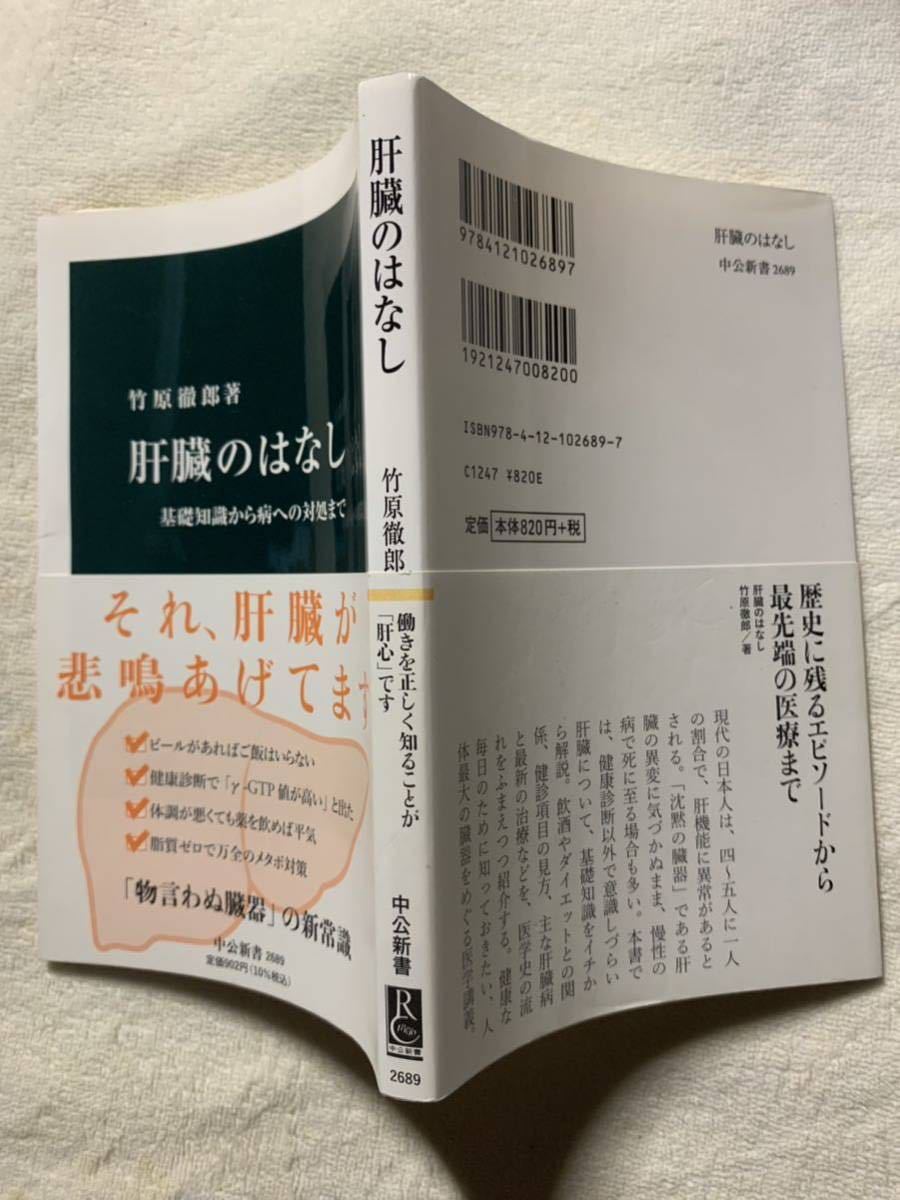 竹原徹郎著
肝臓のはなし
基礎知識から病への対処まで
それ、肝臓が
悲鳴あげてます
ビールがあればご飯はいらない
健康診断で「γ-GTP値が高い」と出た
体調が悪くても薬を飲めば平気
脂質ゼロで万全のメタボ対策
「物言わぬ臓器」の新常識
中公新書 2689
定価902円(10%税込)
肝臓のはなし
竹原徹郎
働きを正しく知ることが
「肝心」です
中公新書
R
Chuko
中公新書
2689
9784121026897
1921247008200
ISBN978-4-12-102689-7
C1247 ¥820E
定価 本体820円+税
肝臓のはなし
中公新書 2689
歴史に残るエピソードから
最先端の医療まで
肝臓のはなし
竹原徹郎/著
現代の日本人は、四〜五人に一人
の割合で、肝機能に異常があると
される。「沈黙の臓器」である肝
臓の異変に気づかぬまま、慢性の
病で死に至る場合も多い。本書で
は、健康診断以外で意識しづらい
肝臓について、基礎知識をイチか
ら解説。飲酒やダイエットとの関
係、健診項目の見方、主な肝臓病
と最新の治療などを、医学史の流
れをふまえつつ紹介する。健康な
毎日のために知っておきたい、人
体最大の臓器をめぐる医学講義。